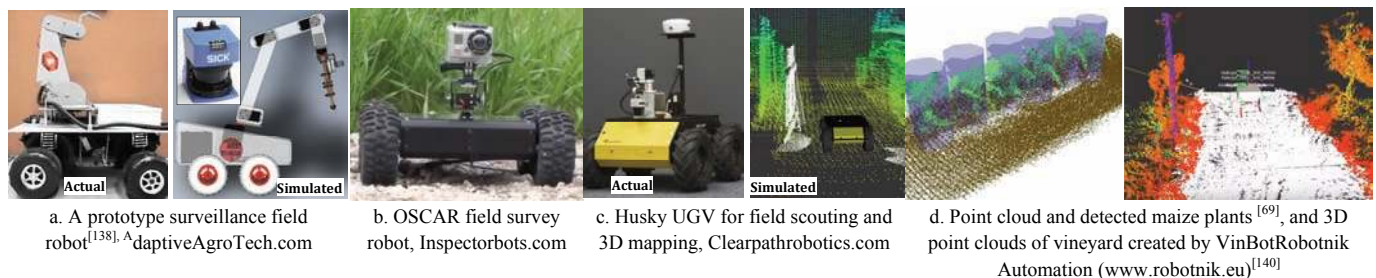 SICK
Actual
Simulated
Actual
Simulated
a. A prototype surveillance field
robot[138], AdaptiveAgroTech.com
b. OSCAR field survey
robot, Inspectorbots.com
c. Husky UGV for field scouting and
3D mapping, Clearpathrobotics.com
d. Point cloud and detected maize plants [69], and 3D
point clouds of vineyard created by VinBotRobotnik
Automation (www.robotnik.eu)[140]